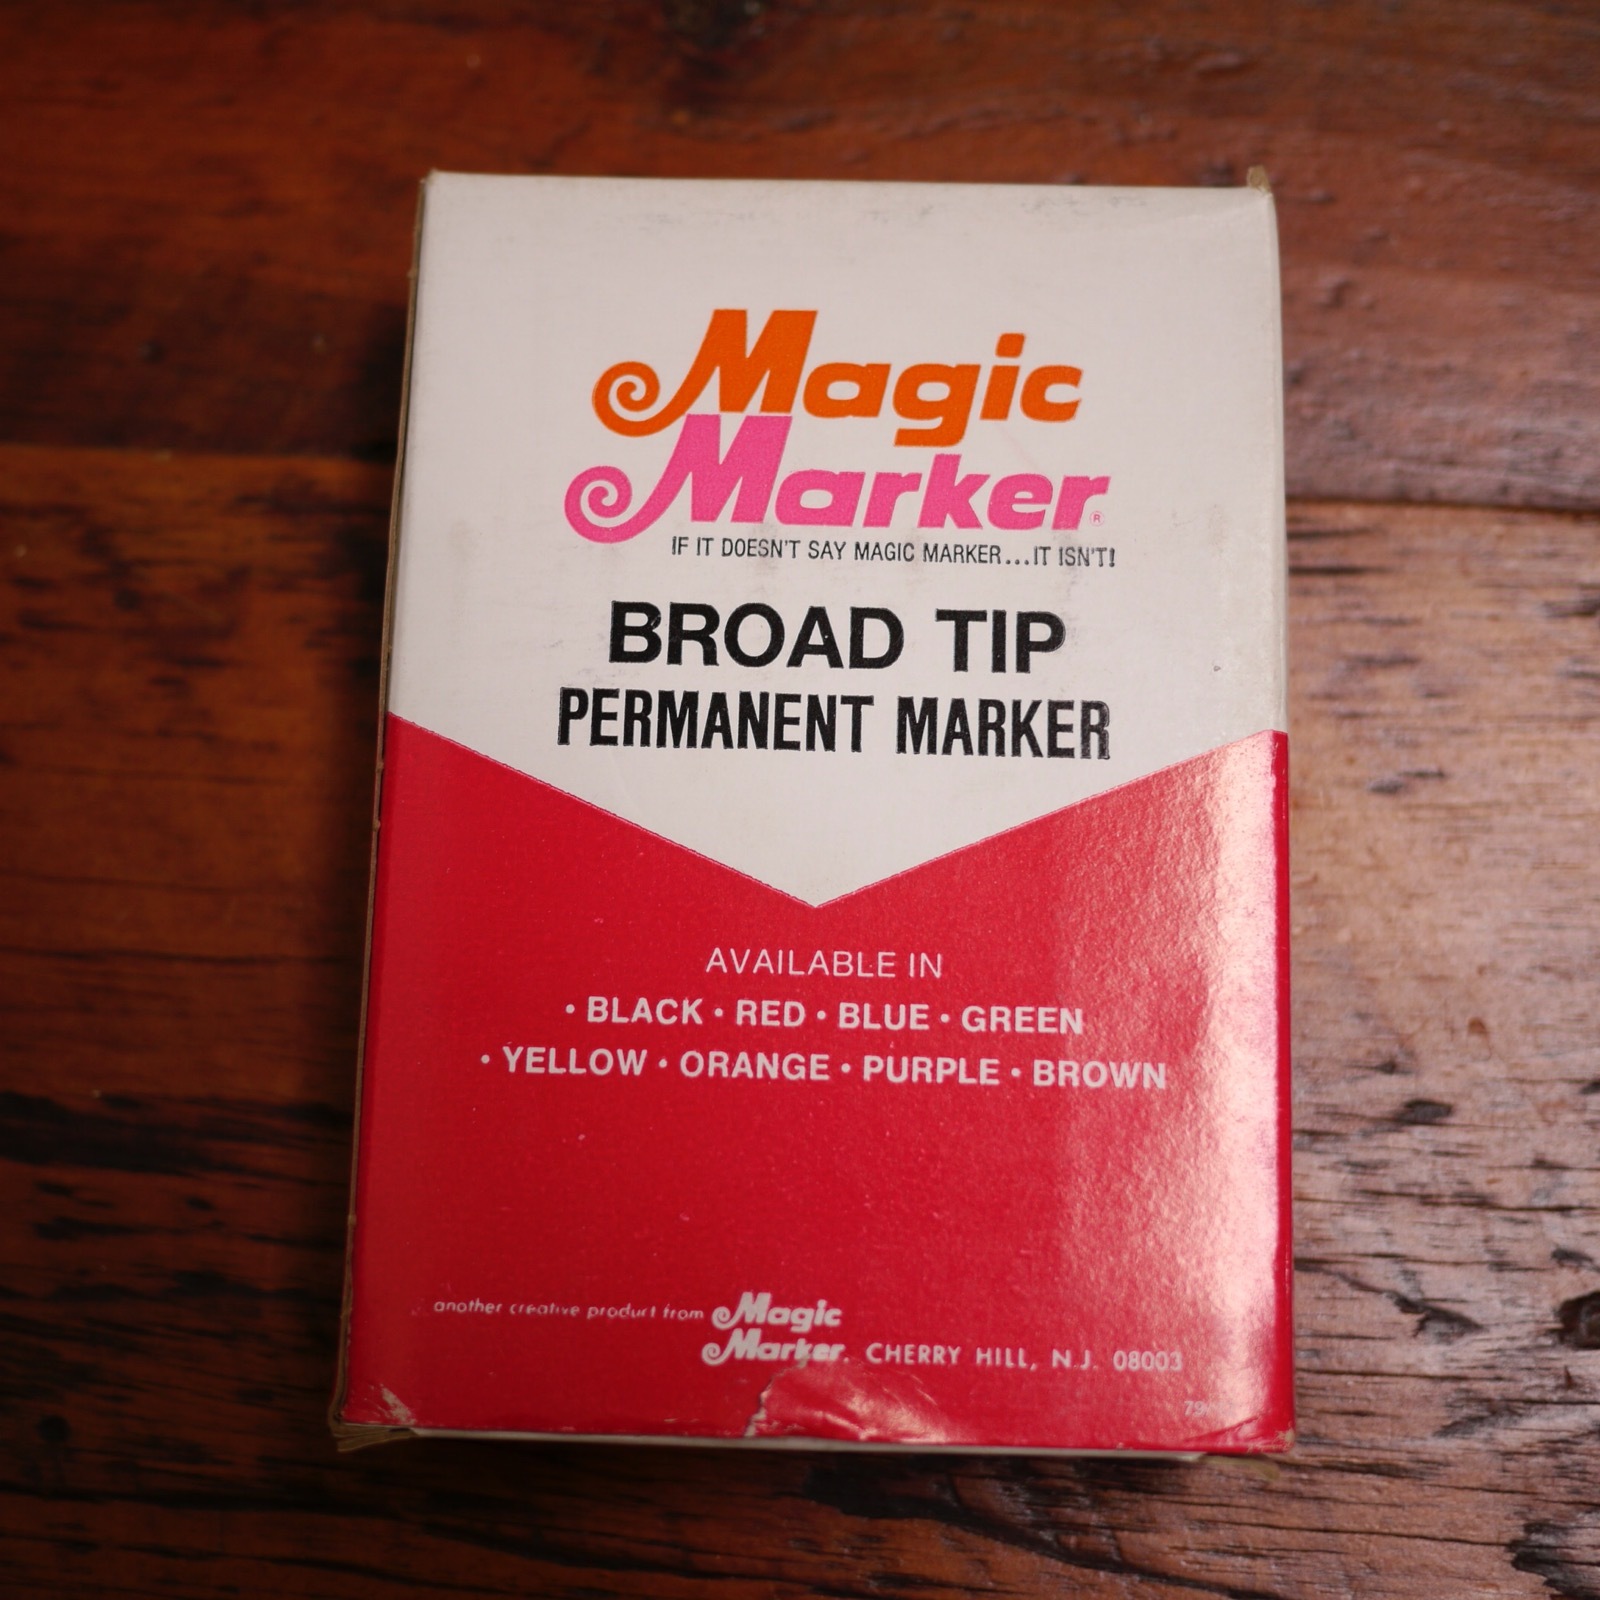 Magic
Marker®
IF IT DOESN'T SAY MAGIC MARKER...IT ISN'T!
BROAD TIP
PERMANENT MARKER
AVAILABLE IN
• BLACK • RED • BLUE • GREEN
• YELLOW • ORANGE • PURPLE • BROWN
another creative product from Magic
Marker. CHERRY HILL, N.J. 08003